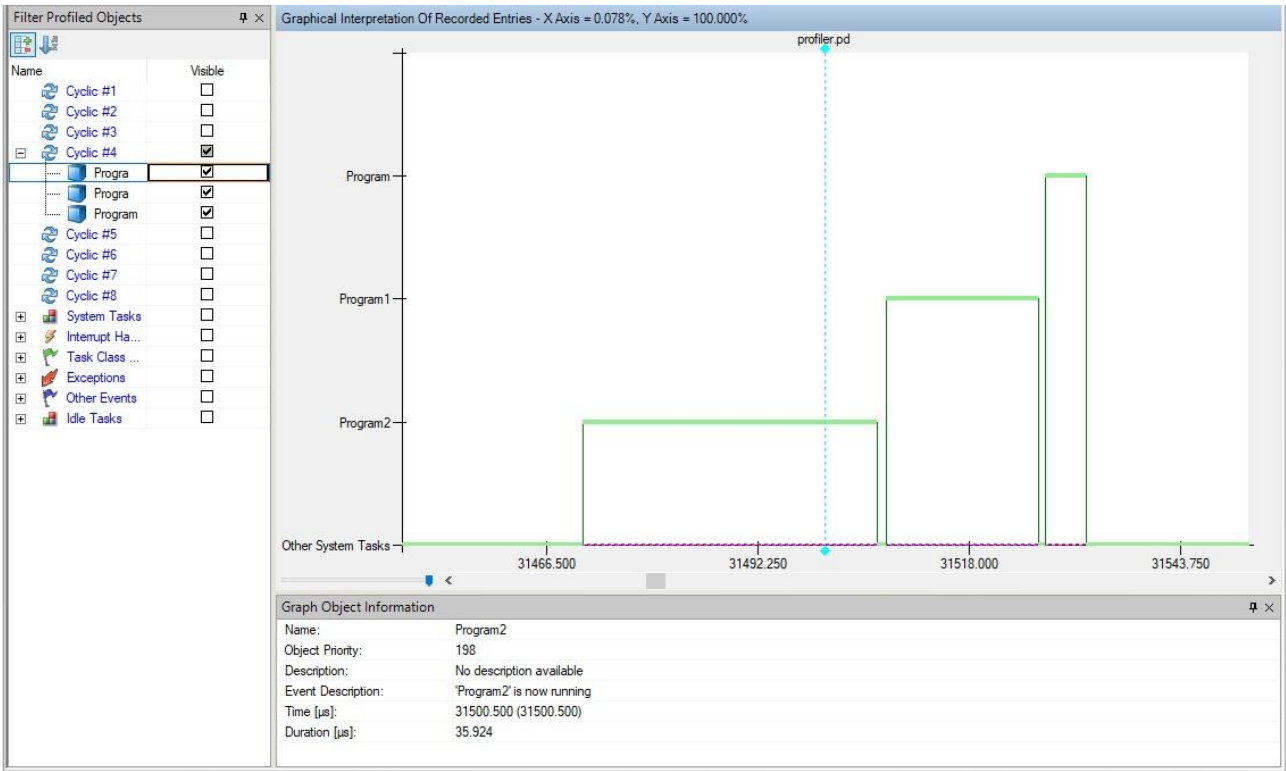 Filter Profiled Objects
Name Visible
Cyclic #1
Cyclic #2
Cyclic #3
Cyclic #4
Progra
Progra
Program
Cyclic #5
Cyclic #6
Cyclic #7
Cyclic #8
System Tasks
Interrupt Ha...
Task Class ...
Exceptions
Other Events
Idle Tasks
Graphical Interpretation Of Recorded Entries - X Axis = 0.078%, Y Axis = 100.000%
profiler.pd
Program
Program1
Program2
Other System Tasks
31466.500 31492.250 31518.000 31543.750
Graph Object Information
Name: Program2
Object Priority: 198
Description: No description available
Event Description: 'Program2' is now running
Time [µs]: 31500.500 (31500.500)
Duration [µs]: 35.924